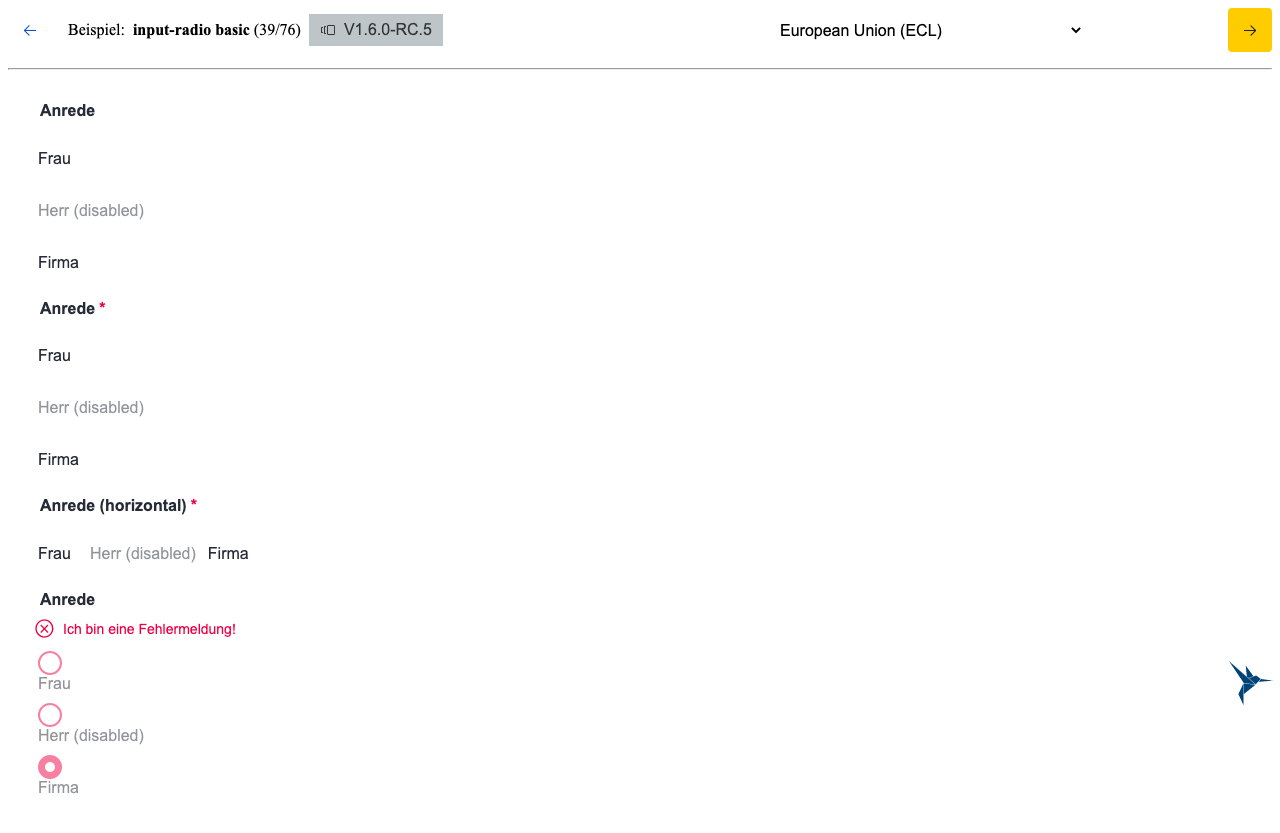 Beispiel: input-radio basic (39/76) V1.6.0-RC.5 European Union (ECL)
Anrede
Frau
Herr (disabled)
Firma
Anrede *
Frau
Herr (disabled)
Firma
Anrede (horizontal) *
Frau Herr (disabled) Firma
Anrede
Ich bin eine Fehlermeldung!
Frau
Herr (disabled)
Firma